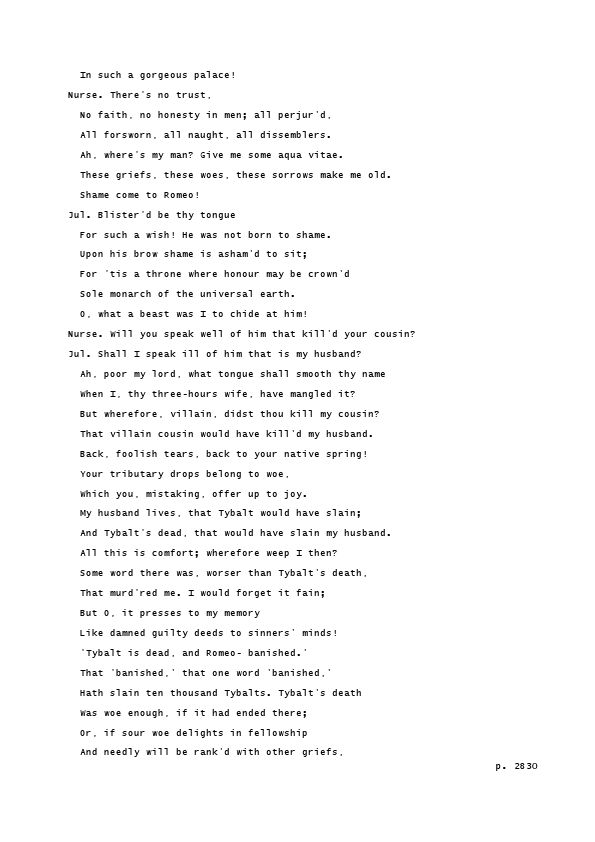 In such a gorgeous palace!
Nurse. There's no trust,
No faith, no honesty in men; all perjur'd,
All forsworn, all naught, all dissemblers.
Ah, where's my man? Give me some aqua vitae.
These griefs, these woes, these sorrows make me old.
Shame come to Romeo!
Jul. Blister'd be thy tongue
For such a wish! He was not born to shame.
Upon his brow shame is asham'd to sit;
For 'tis a throne where honour may be crown'd
Sole monarch of the universal earth.
O, what a beast was I to chide at him!
Nurse. Will you speak well of him that kill'd your cousin?
Jul. Shall I speak ill of him that is my husband?
Ah, poor my lord, what tongue shall smooth thy name
When I, thy three-hours wife, have mangled it?
But wherefore, villain, didst thou kill my cousin?
That villain cousin would have kill'd my husband.
Back, foolish tears, back to your native spring!
Your tributary drops belong to woe,
Which you, mistaking, offer up to joy.
My husband lives, that Tybalt would have slain;
And Tybalt's dead, that would have slain my husband.
All this is comfort; wherefore weep I then?
Some word there was, worser than Tybalt's death,
That murd'red me. I would forget it fain;
But O, it presses to my memory
Like damned guilty deeds to sinners' minds!
'Tybalt is dead, and Romeo- banished.'
That 'banished,' that one word 'banished,'
Hath slain ten thousand Tybalts. Tybalt's death
Was woe enough, if it had ended there;
Or, if sour woe delights in fellowship
And needly will be rank'd with other griefs,
p. 2830